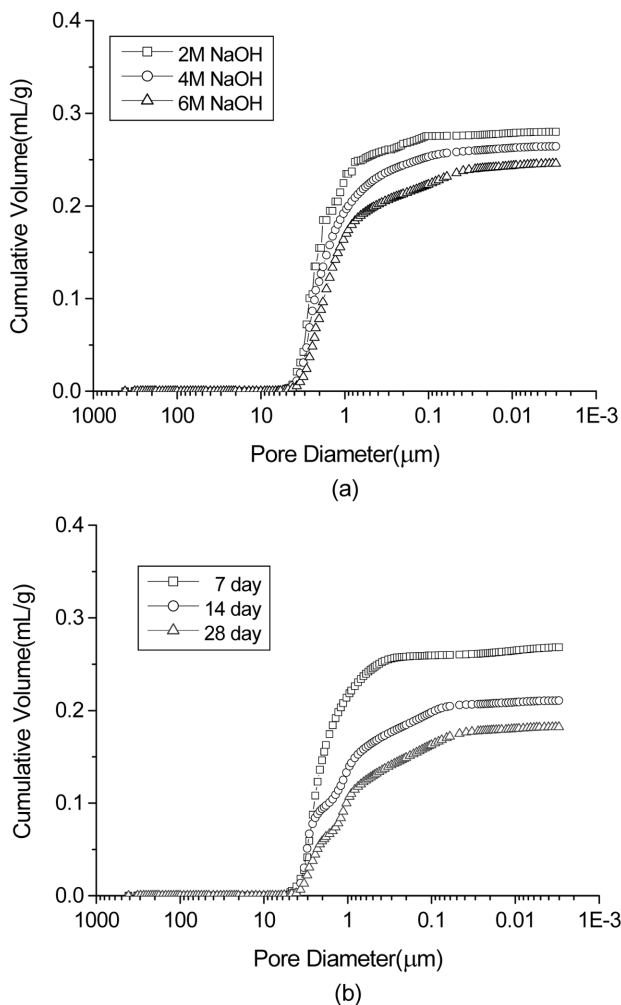 0.4
0.3
0.2
0.1
0.0
Cumulative Volume(mL/g)
2M NaOH
4M NaOH
6M NaOH
1000 100 10 1 0.1 0.01 1E-3
Pore Diameter(μm)
(a)
0.4
0.3
0.2
0.1
0.0
Cumulative Volume(mL/g)
7 day
14 day
28 day
1000 100 10 1 0.1 0.01 1E-3
Pore Diameter(μm)
(b)